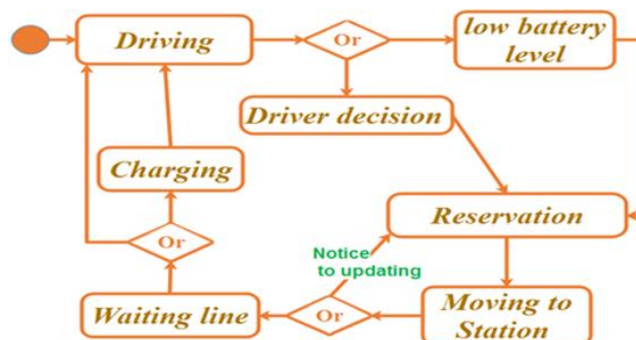 Driving
Or
low battery
level
Driver decision
Charging
Reservation
Or
Notice
to updating
Waiting line
Or
Moving to
Station